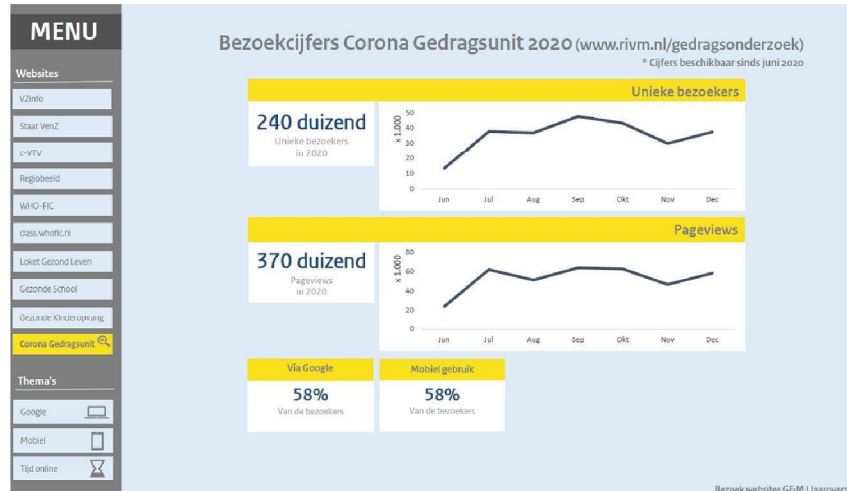 MENU
Websites
VZinfo
Staat VenZ
c-VTV
Regiobeeld
WHO-FIC
class.whofic.nl
Loket Gezond Leven
Gezonde School
Gezonde Kinderopvang
Corona Gedragsunit
Thema's
Google
Mobiel
Tijd online
Bezoekcijfers Corona Gedragsunit 2020 (www.rivm.nl/gedragsonderzoek)
* Cijfers beschikbaar sinds juni 2020
Unieke bezoekers
240 duizend
Unieke bezoekers
in 2020
x 1.000
50
40
30
20
10
0
Jun Jul Aug Sep Okt Nov Dec
Pageviews
370 duizend
Pageviews
in 2020
x 1.000
80
60
40
20
0
Jun Jul Aug Sep Okt Nov Dec
Via Google
58%
Van de bezoekers
Mobiel gebruik
58%
Van de bezoekers
Bezoek websites G&M | Jaarover